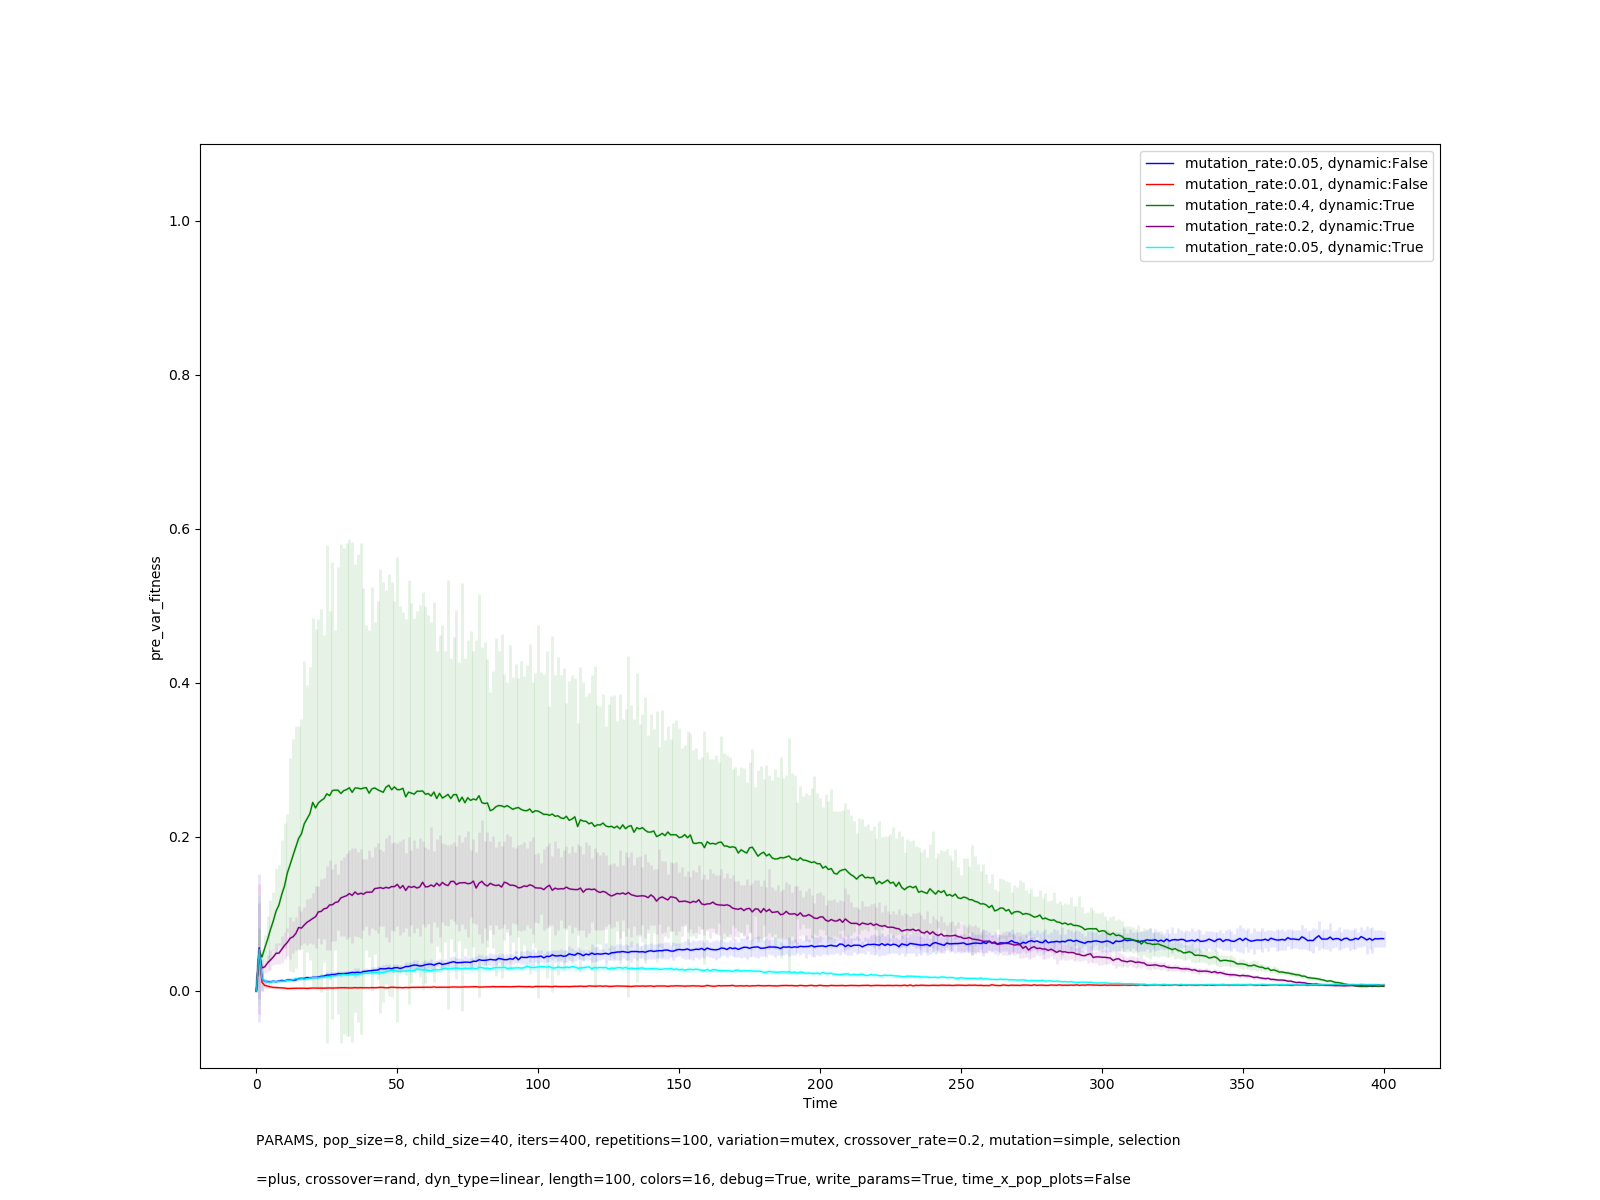 mutation_rate:0.05, dynamic:False
mutation_rate:0.01, dynamic:False
mutation_rate:0.4, dynamic:True
mutation_rate:0.2, dynamic:True
mutation_rate:0.05, dynamic:True
1.0
0.8
0.6
0.4
0.2
0.0
pre_var_fitness
0 50 100 150 200 250 300 350 400
Time
PARAMS, pop_size=8, child_size=40, iters=400, repetitions=100, variation=mutex, crossover_rate=0.2, mutation=simple, selection
=plus, crossover=rand, dyn_type=linear, length=100, colors=16, debug=True, write_params=True, time_x_pop_plots=False